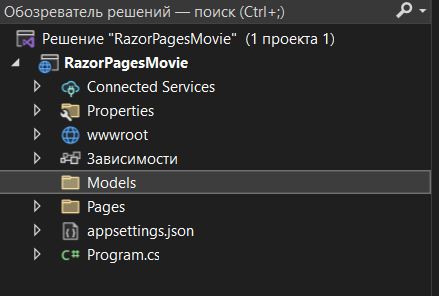 Обозреватель решений — поиск (Ctrl+;)
Решение "RazorPagesMovie" (1 проекта 1)
RazorPagesMovie
Connected Services
Properties
wwwroot
Зависимости
Models
Pages
appsettings.json
C# Program.cs